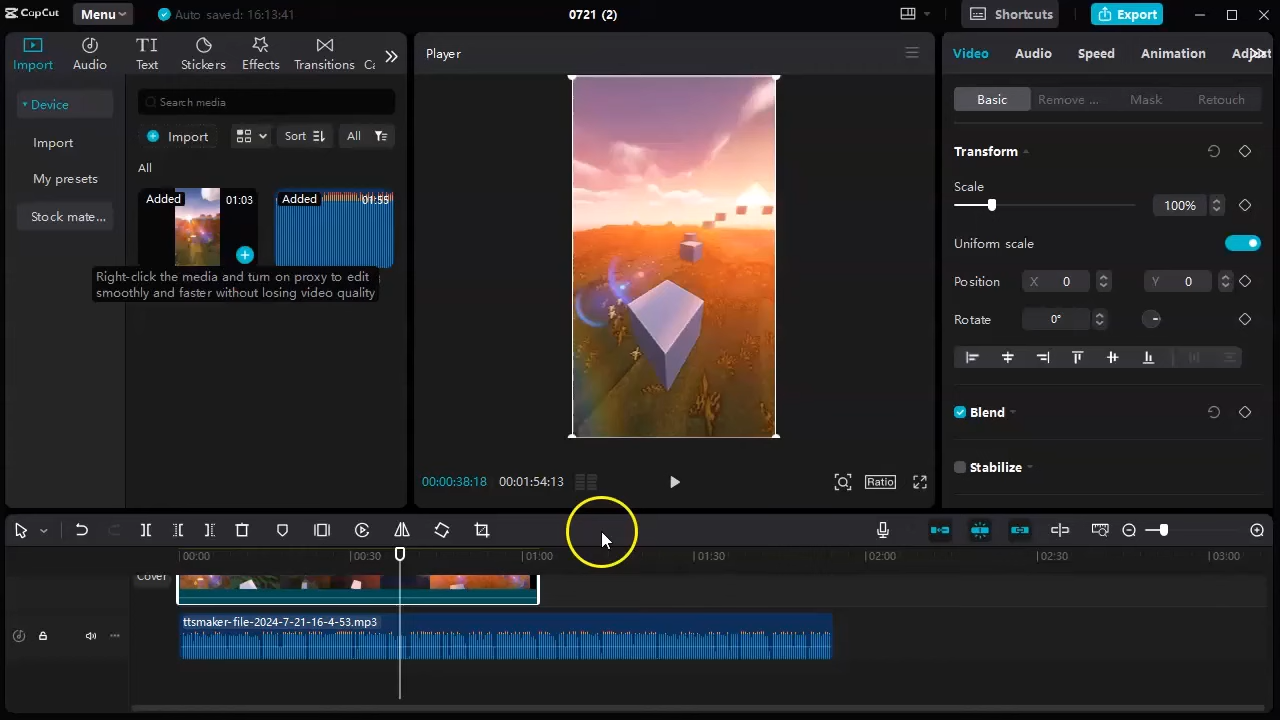 CapCut
Menu
Auto saved: 16:13:41
0721 (2)
Shortcuts
Export
Import
Audio
Text
Stickers
Effects
Transitions
Ca
Device
Import
My presets
Stock mate...
Search media
Import
Sort
All
All
Added
01:03
Added
01:55
Right-click the media and turn on proxy to edit
smoothly and faster without losing video quality
Player
00:00:38:18
00:01:54:13
Ratio
Video
Audio
Speed
Animation
Basic
Remove ...
Mask
Retouch
Transform
Scale
100%
Uniform scale
Position
X
0
Y
0
Rotate
0°
Blend
Stabilize
00:00
00:30
01:00
01:30
02:00
02:30
03:00
Cover
ttsmaker-file-2024-7-21-16-4-53.mp3